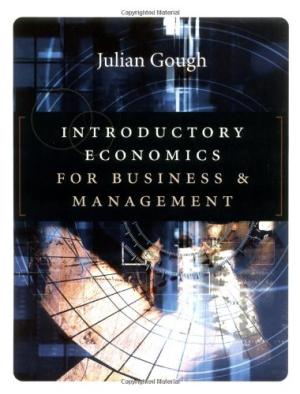 Julian Gough
INTRODUCTORY
ECONOMICS
FOR BUSINESS &
MANAGEMENT